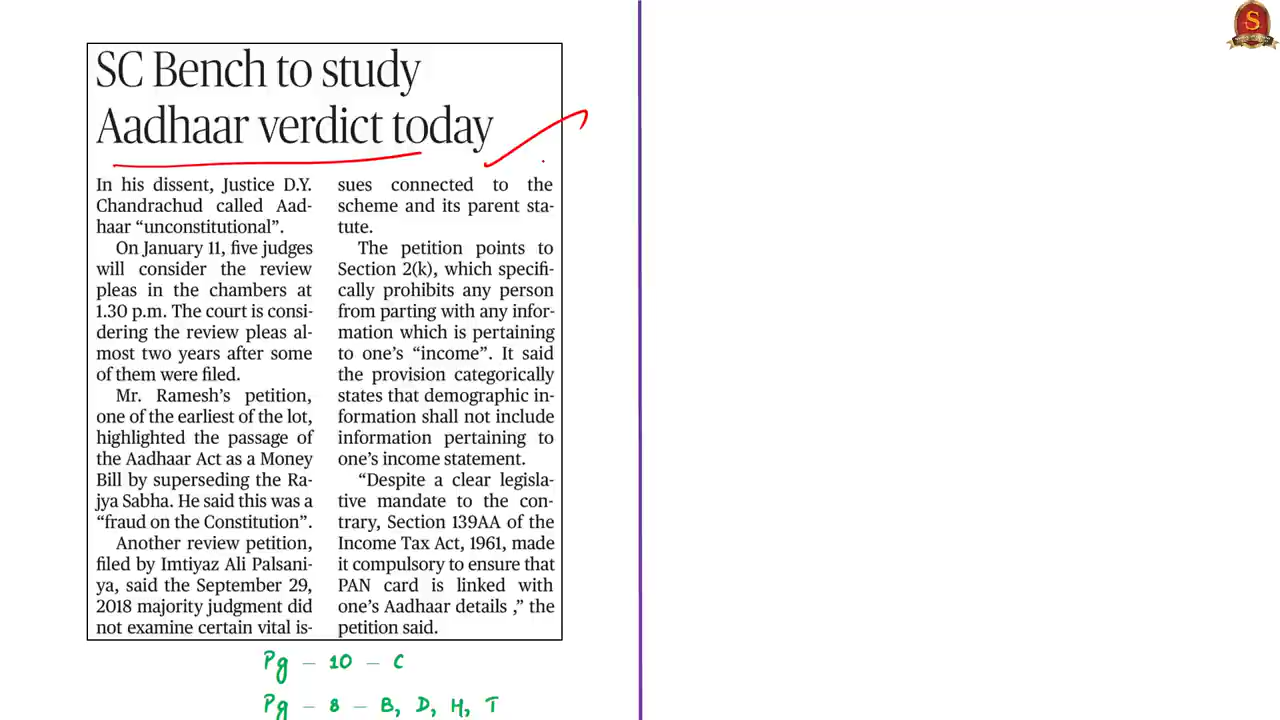 SC Bench to study
Aadhaar verdict today
In his dissent, Justice D.Y.
Chandrachud called Aad-
haar “unconstitutional”.
On January 11, five judges
will consider the review
pleas in the chambers at
1.30 p.m. The court is consi-
dering the review pleas al-
most two years after some
of them were filed.
Mr. Ramesh’s petition,
one of the earliest of the lot,
highlighted the passage of
the Aadhaar Act as a Money
Bill by superseding the Ra-
jya Sabha. He said this was a
“fraud on the Constitution”.
Another review petition,
filed by Imtiyaz Ali Palsani-
ya, said the September 29,
2018 majority judgment did
not examine certain vital is-
sues connected to the
scheme and its parent sta-
tute.
The petition points to
Section 2(k), which specifi-
cally prohibits any person
from parting with any infor-
mation which is pertaining
to one’s “income”. It said
the provision categorically
states that demographic in-
formation shall not include
information pertaining to
one’s income statement.
“Despite a clear legisla-
tive mandate to the con-
trary, Section 139AA of the
Income Tax Act, 1961, made
it compulsory to ensure that
PAN card is linked with
one’s Aadhaar details ,” the
petition said.
Pg – 10 – C
Pg – 8 – B, D, H, T
S